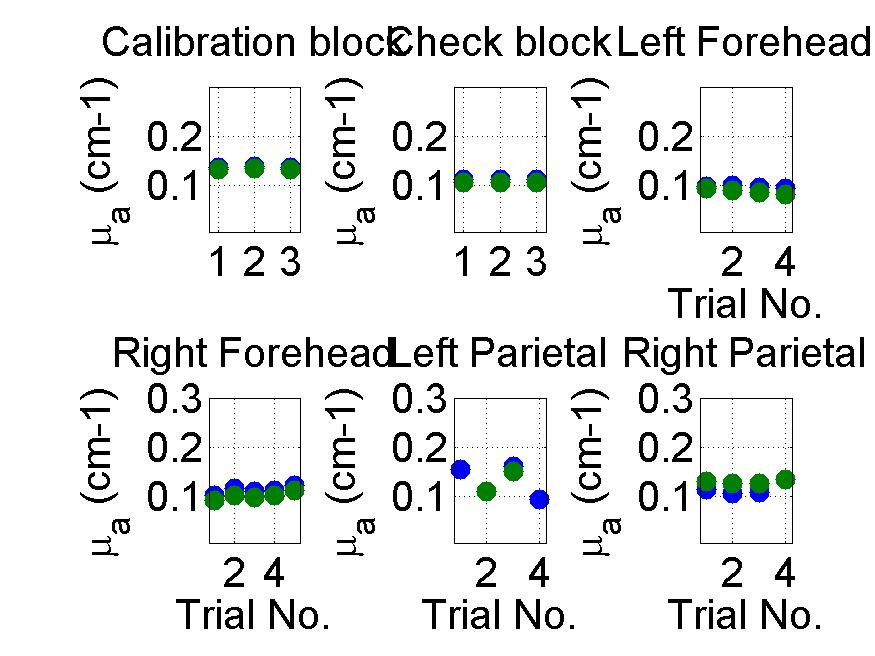 Calibration block
Check block
Left Forehead
μa (cm-1)
0.2
0.1
1 2 3
μa (cm-1)
0.2
0.1
1 2 3
μa (cm-1)
0.2
0.1
2 4
Trial No.
Right Forehead
Left Parietal
Right Parietal
μa (cm-1)
0.3
0.2
0.1
2 4
Trial No.
μa (cm-1)
0.3
0.2
0.1
2 4
Trial No.
μa (cm-1)
0.3
0.2
0.1
2 4
Trial No.